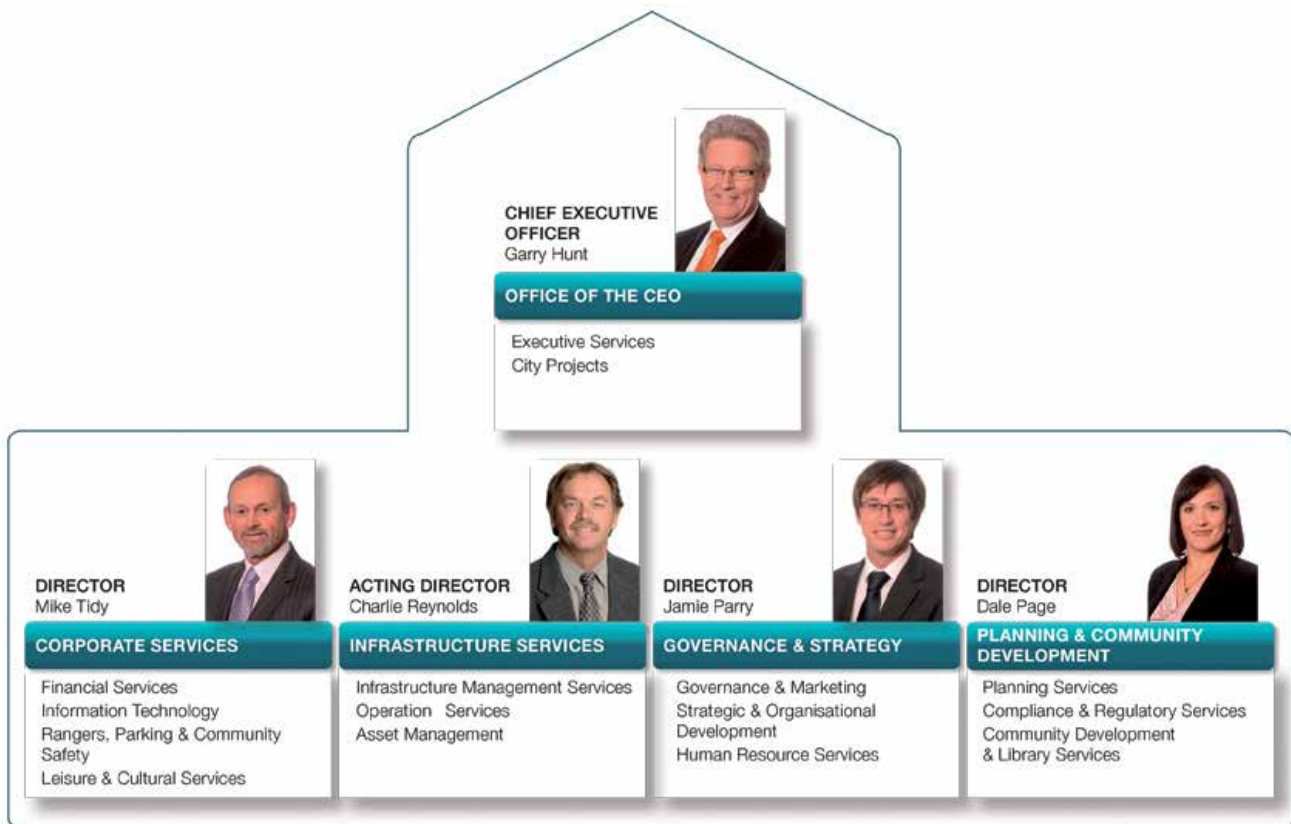 CHIEF EXECUTIVE
OFFICER
Garry Hunt
OFFICE OF THE CEO
Executive Services
City Projects
DIRECTOR
Mike Tidy
CORPORATE SERVICES
Financial Services
Information Technology
Rangers, Parking & Community
Safety
Leisure & Cultural Services
ACTING DIRECTOR
Charlie Reynolds
INFRASTRUCTURE SERVICES
Infrastructure Management Services
Operation Services
Asset Management
DIRECTOR
Jamie Parry
GOVERNANCE & STRATEGY
Governance & Marketing
Strategic & Organisational
Development
Human Resource Services
DIRECTOR
Dale Page
PLANNING & COMMUNITY
DEVELOPMENT
Planning Services
Compliance & Regulatory Services
Community Development
& Library Services